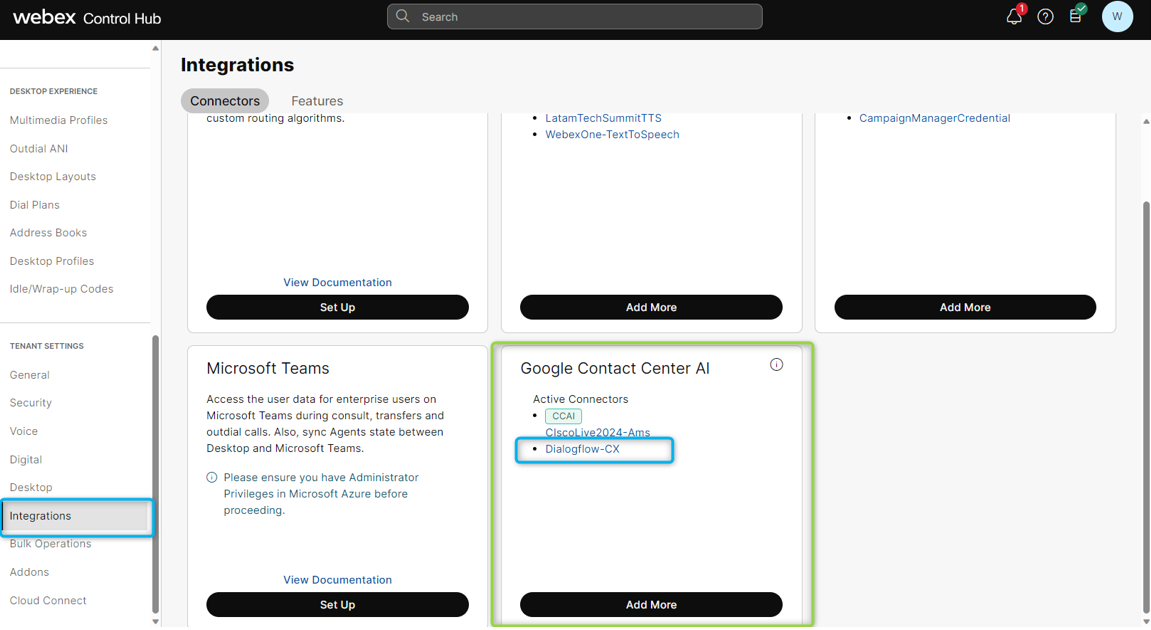 webex Control Hub
Search
1
W
DESKTOP EXPERIENCE
Multimedia Profiles
Outdial ANI
Desktop Layouts
Dial Plans
Address Books
Desktop Profiles
Idle/Wrap-up Codes
TENANT SETTINGS
General
Security
Voice
Digital
Desktop
Integrations
Bulk Operations
Addons
Cloud Connect
Integrations
Connectors Features
custom routing algorithms.
View Documentation
Set Up
LatamTechSummitTTS
WebexOne-TextToSpeech
Add More
CampaignManagerCredential
Add More
Microsoft Teams
Access the user data for enterprise users on
Microsoft Teams during consult, transfers and
outdial calls. Also, sync Agents state between
Desktop and Microsoft Teams.
Please ensure you have Administrator
Privileges in Microsoft Azure before
proceeding.
View Documentation
Set Up
Google Contact Center AI
Active Connectors
CCAI
CIscoLive2024-Ams
Dialogflow-CX
Add More